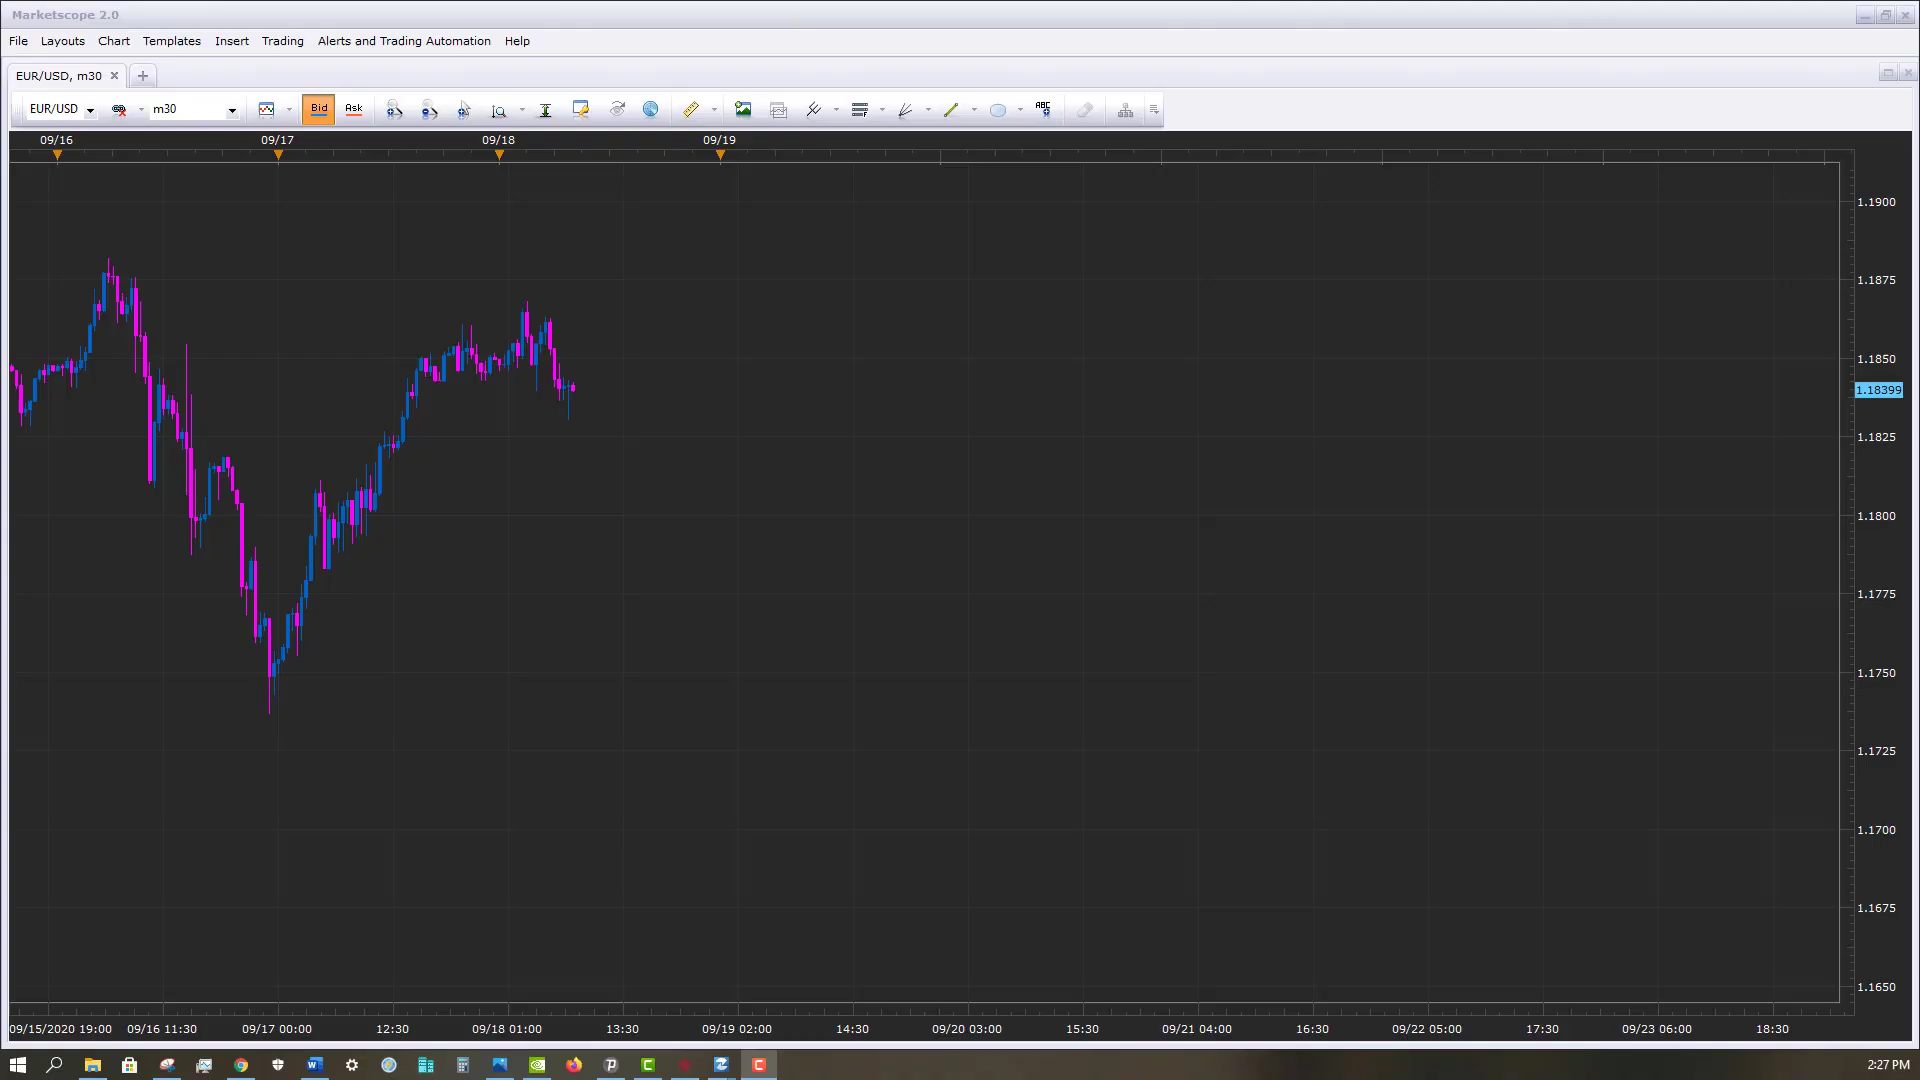 Marketscope 2.0
File Layouts Chart Templates Insert Trading Alerts and Trading Automation Help
EUR/USD, m30
EUR/USD m30 Bid Ask ABC
09/16 09/17 09/18 09/19
1.1900
1.1875
1.1850
1.18399
1.1825
1.1800
1.1775
1.1750
1.1725
1.1700
1.1675
1.1650
09/15/2020 19:00 09/16 11:30 09/17 00:00 12:30 09/18 01:00 13:30 09/19 02:00 14:30 09/20 03:00 15:30 09/21 04:00 16:30 09/22 05:00 17:30 09/23 06:00 18:30
2:27 PM